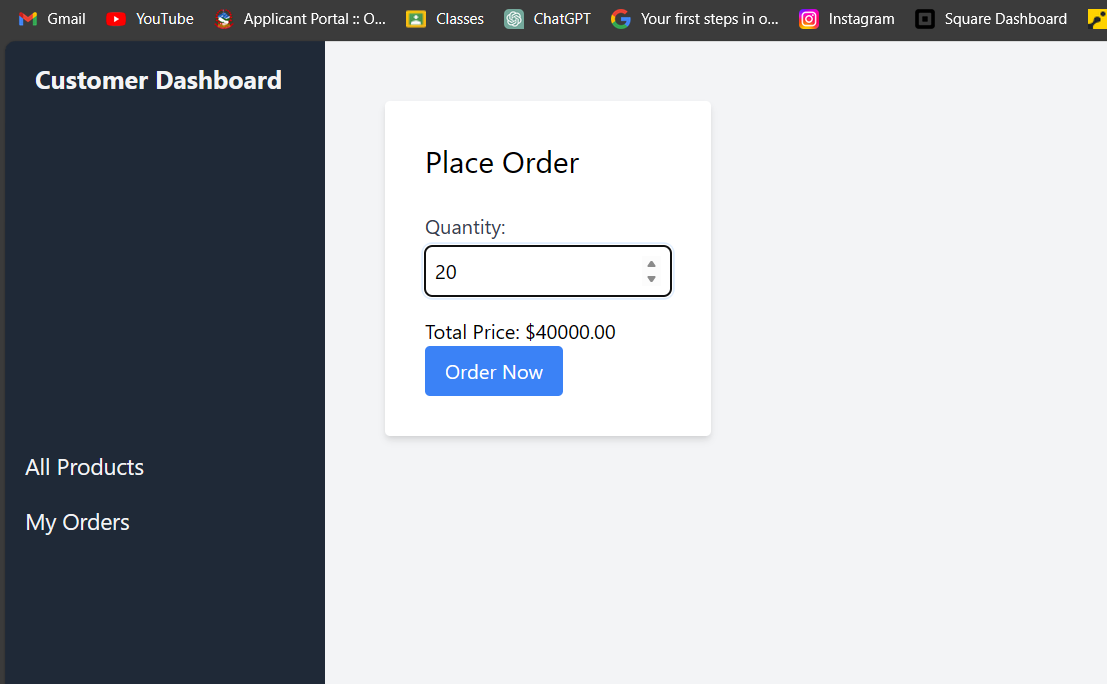 Gmail YouTube Applicant Portal :: O... Classes ChatGPT Your first steps in o... Instagram Square Dashboard
Customer Dashboard
All Products
My Orders
Place Order
Quantity:
20
Total Price: $40000.00
Order Now